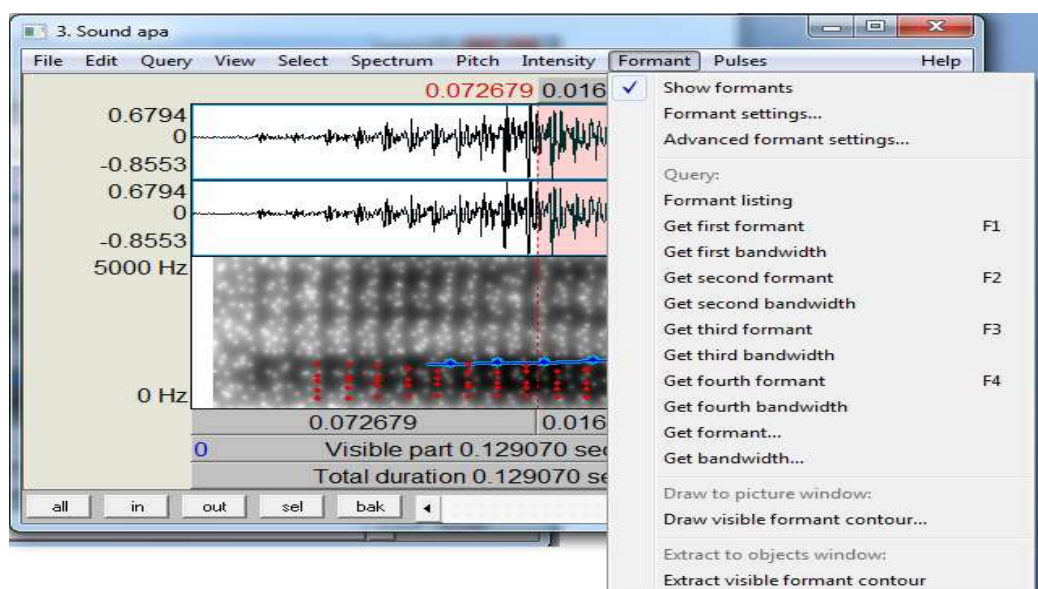 3. Sound apa
File Edit Query View Select Spectrum Pitch Intensity Formant Pulses Help
0.072679 0.016
0.6794
0
-0.8553
0.6794
0
-0.8553
5000 Hz
0 Hz
0.072679 0.016
0 Visible part 0.129070 se
Total duration 0.129070 se
all in out sel bak
Show formants
Formant settings...
Advanced formant settings...
Query:
Formant listing
Get first formant F1
Get first bandwidth
Get second formant F2
Get second bandwidth
Get third formant F3
Get third bandwidth
Get fourth formant F4
Get fourth bandwidth
Get formant...
Get bandwidth...
Draw to picture window:
Draw visible formant contour...
Extract to objects window:
Extract visible formant contour